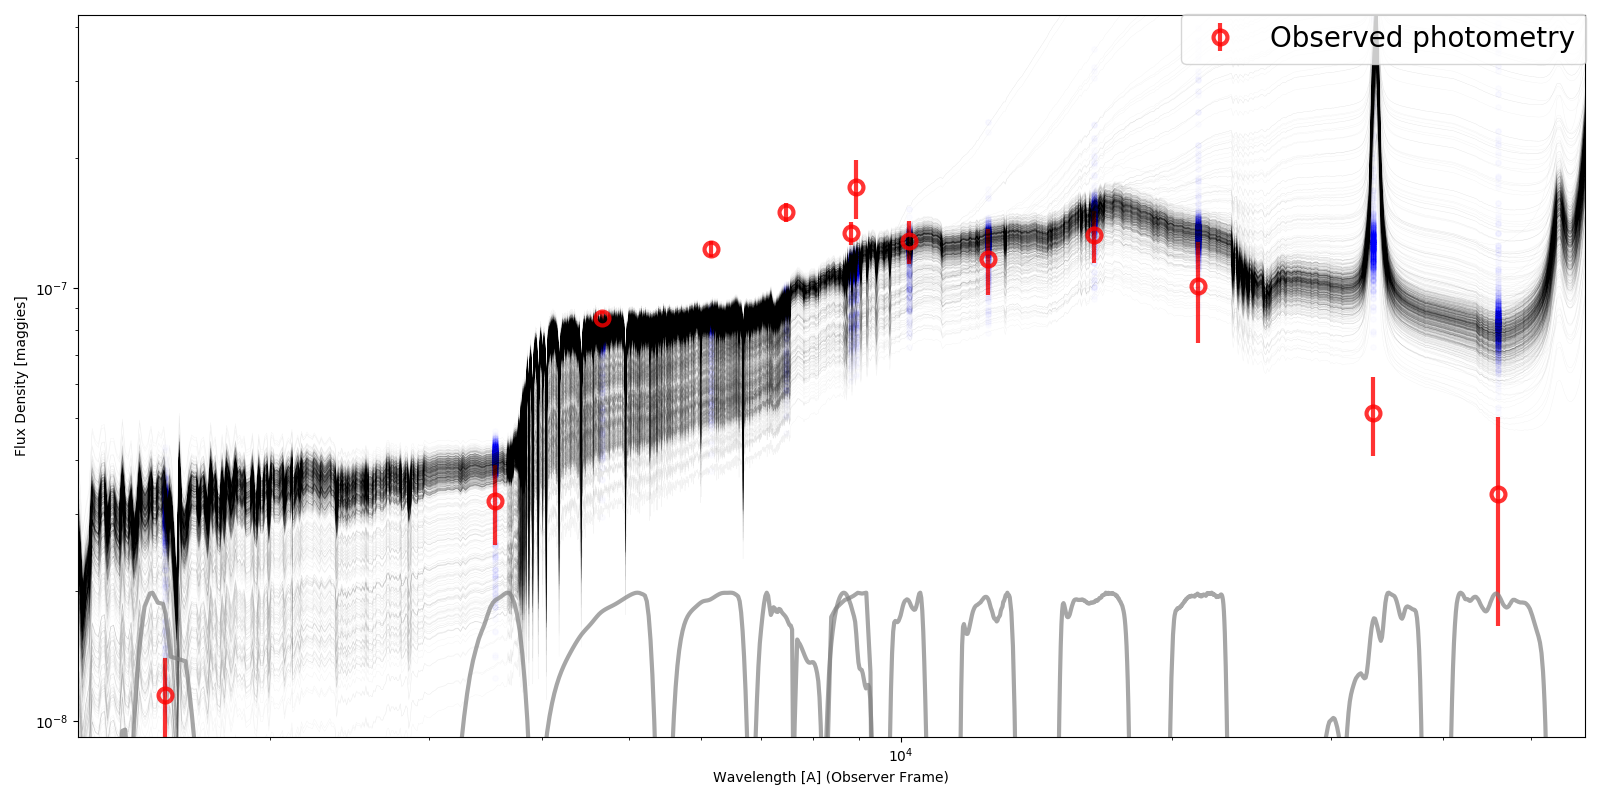 Observed photometry
Flux Density [maggies]
10⁻⁷
10⁻⁸
10⁴
Wavelength [A] (Observer Frame)